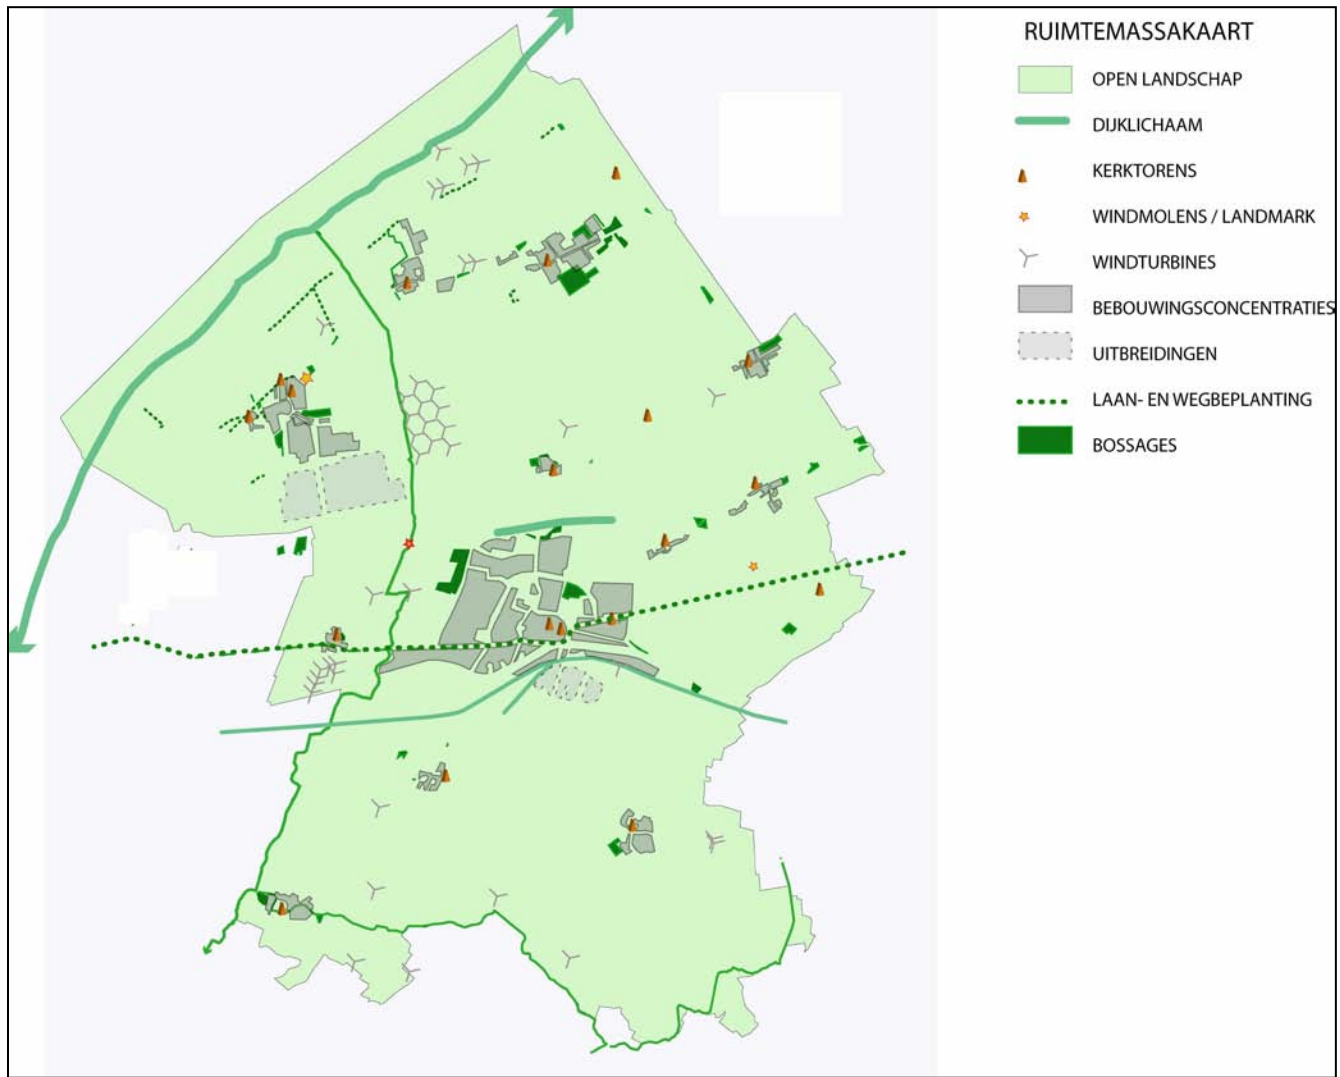 RUIMTEMASSAKAART
OPEN LANDSCHAP
DIJKLICHAAM
KERKTORENS
WINDMOLENS / LANDMARK
WINDTURBINES
BEBOUWINGSCONCENTRATIES
UITBREIDINGEN
LAAN- EN WEGBEPLANTING
BOSSAGES